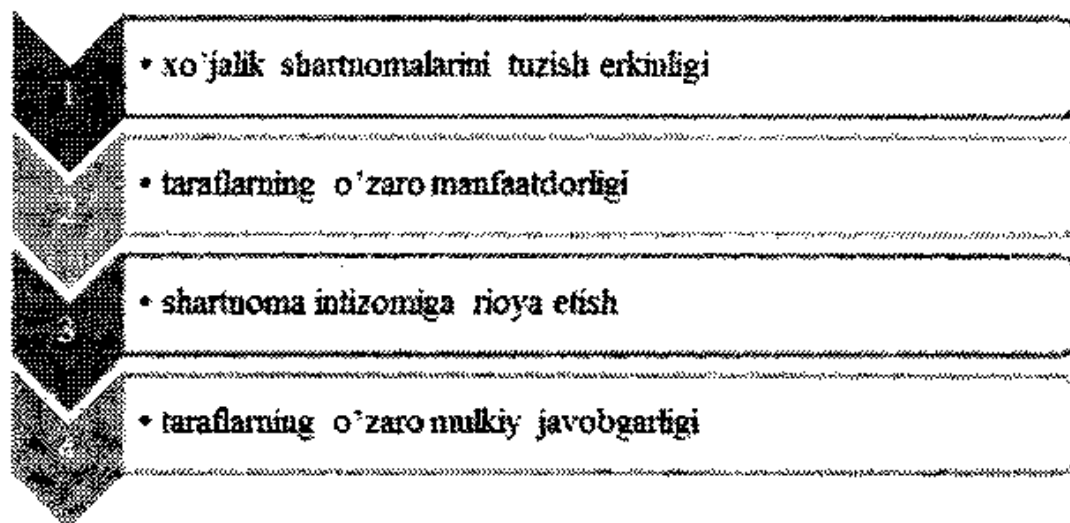 1
• xo`jalik shartnomalarini tuzish erkinligi
2
• taraflarning o`zaro manfaatdorligi
3
• shartnoma intizomiga rioya etish
4
• taraflarning o`zaro mulkiy javobgarligi